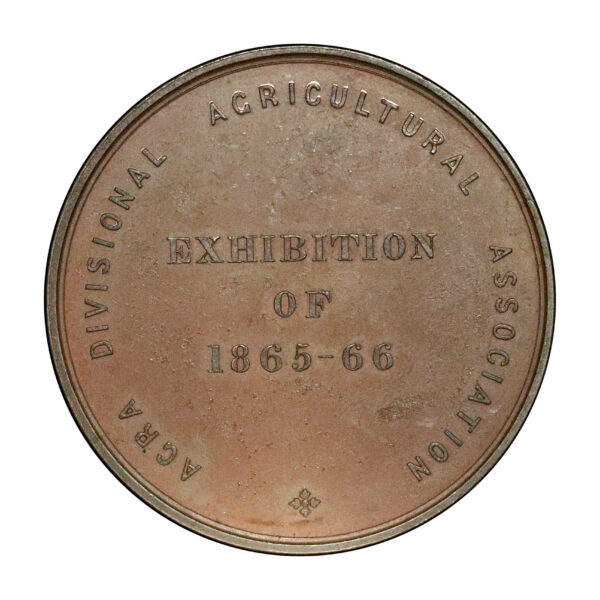 AGRA DIVISIONAL AGRICULTURAL ASSOCIATION
EXHIBITION
OF
1865-66